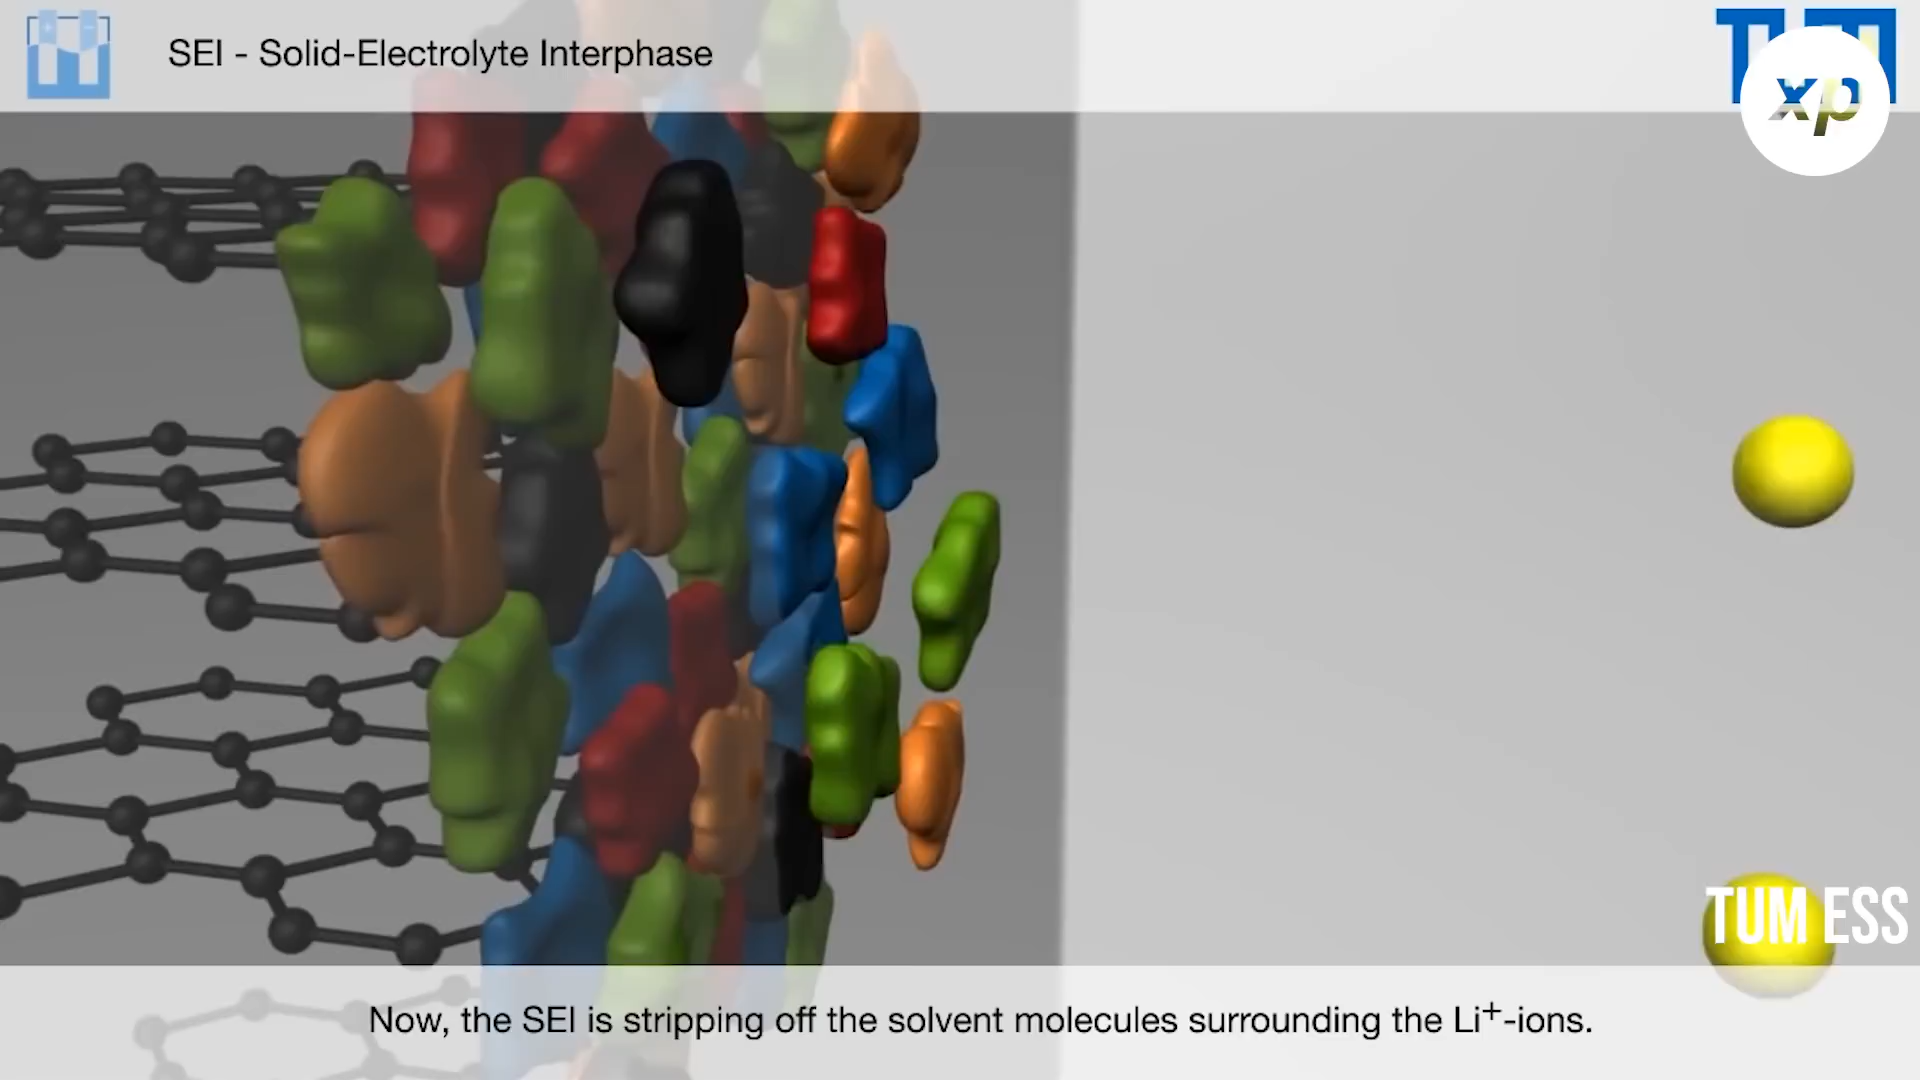 SEI - Solid-Electrolyte Interphase
xp
TUM ESS
Now, the SEI is stripping off the solvent molecules surrounding the Li⁺-ions.